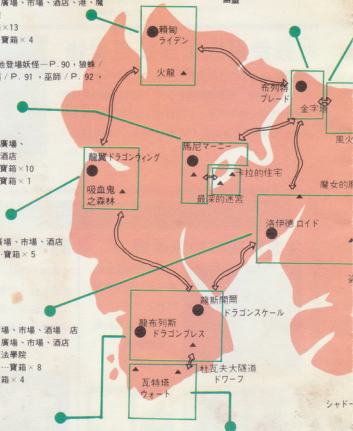 廣場、市場、酒店、港、魔
×13
寶箱×4
他登場妖怪—P.90，狼蛛／
／P.91，巫師／P.92，
廣場、
酒店
寶箱×10
寶箱×1
廣場、市場、酒店
…寶箱×5
場、市場、酒場　店
廣場、市場、酒店
法學院
……寶箱×8
箱×4
賴甸
ライデン
火龍▲
布列特
ブレード
金字塔
風火
馬尼マーニー
卡拉的住宅
最深的迷宮
龍翼ドラゴンウィング
吸血鬼▲
之森林
魔女的
洛伊德ロイド
龍斯開爾
ドラゴンスケール
龍布列斯
ドラゴンブレス
杜瓦夫大隧道
ドワーフ
瓦特塔
ウォート
シャドー